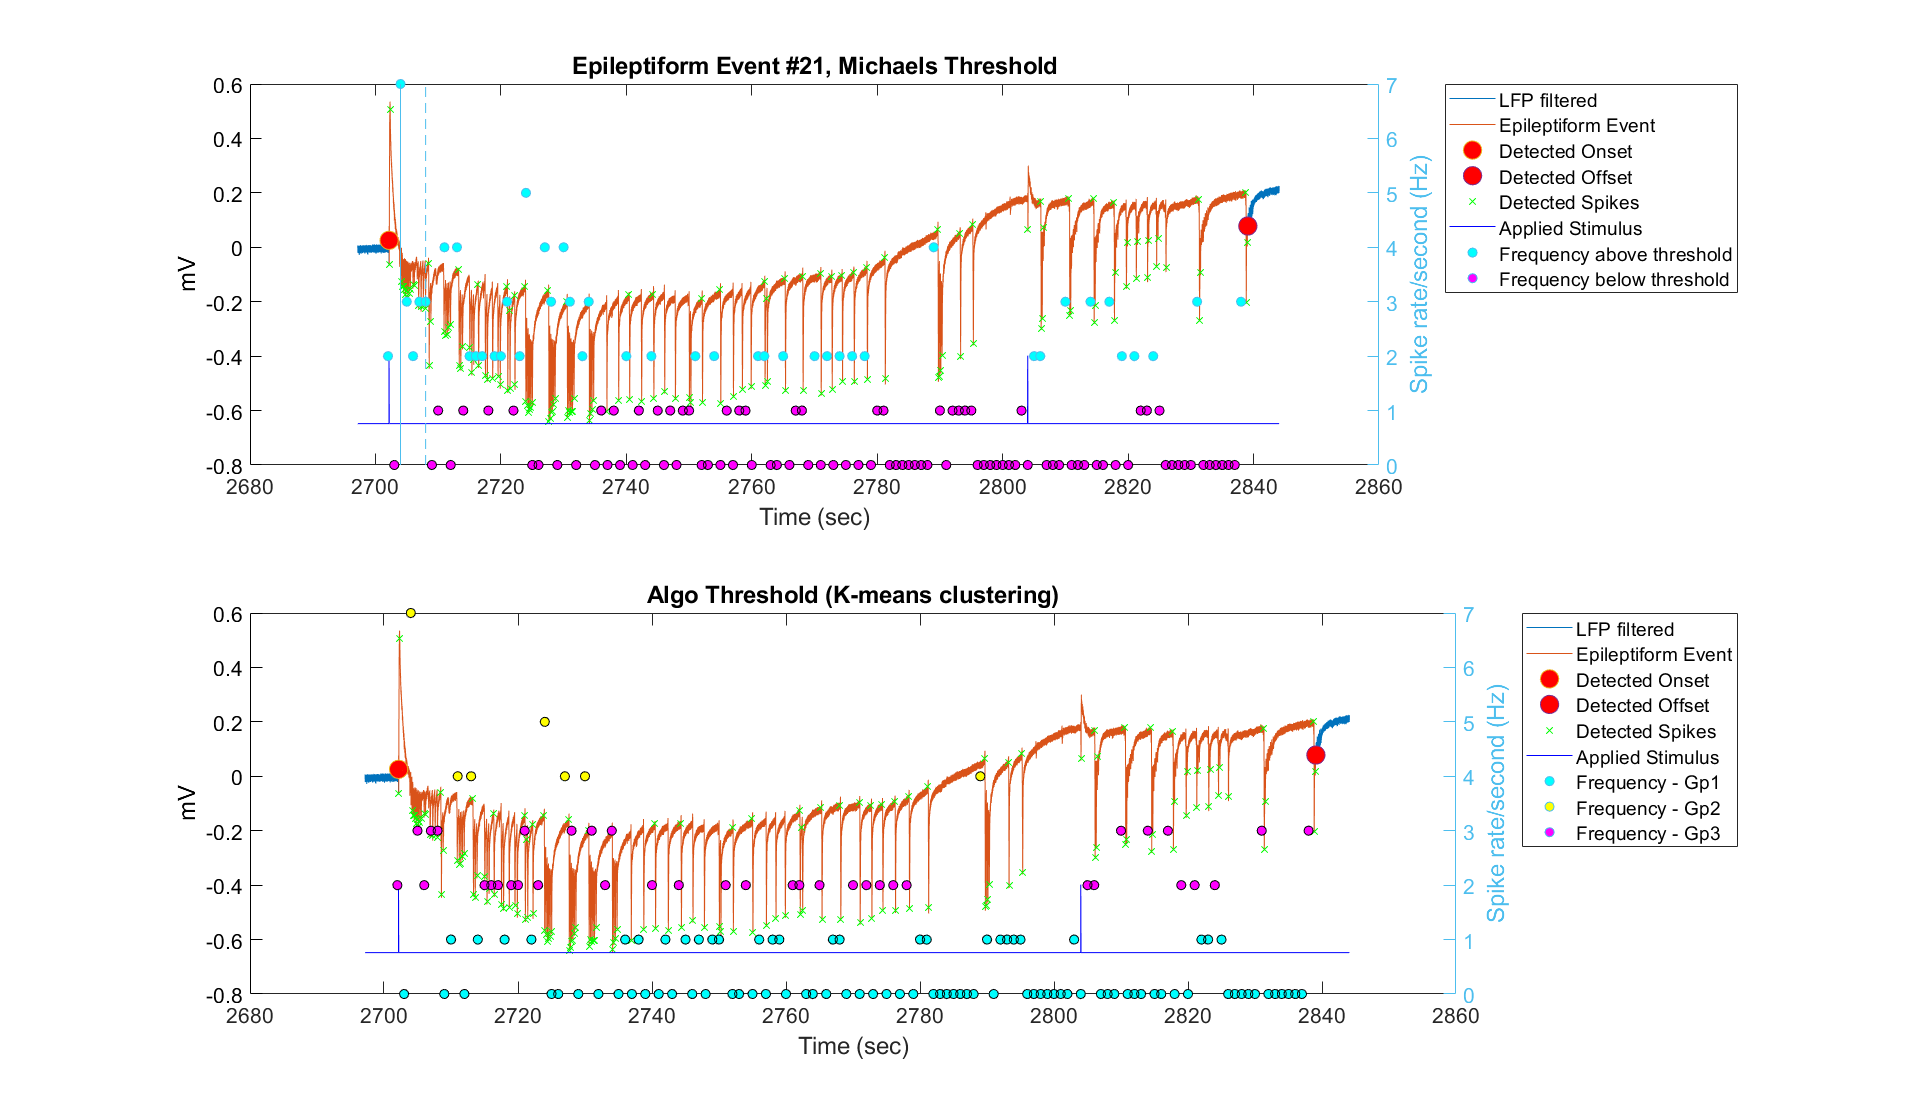 Epileptiform Event #21, Michaels Threshold
0.6
0.4
0.2
0
-0.2
-0.4
-0.6
-0.8
mV
2680
2700
2720
2740
2760
2780
2800
2820
2840
2860
Time (sec)
7
6
5
4
3
2
1
0
Spike rate/second (Hz)
LFP filtered
Epileptiform Event
Detected Onset
Detected Offset
Detected Spikes
Applied Stimulus
Frequency above threshold
Frequency below threshold
Algo Threshold (K-means clustering)
0.6
0.4
0.2
0
-0.2
-0.4
-0.6
-0.8
mV
2680
2700
2720
2740
2760
2780
2800
2820
2840
2860
Time (sec)
7
6
5
4
3
2
1
0
Spike rate/second (Hz)
LFP filtered
Epileptiform Event
Detected Onset
Detected Offset
Detected Spikes
Applied Stimulus
Frequency - Gp1
Frequency - Gp2
Frequency - Gp3